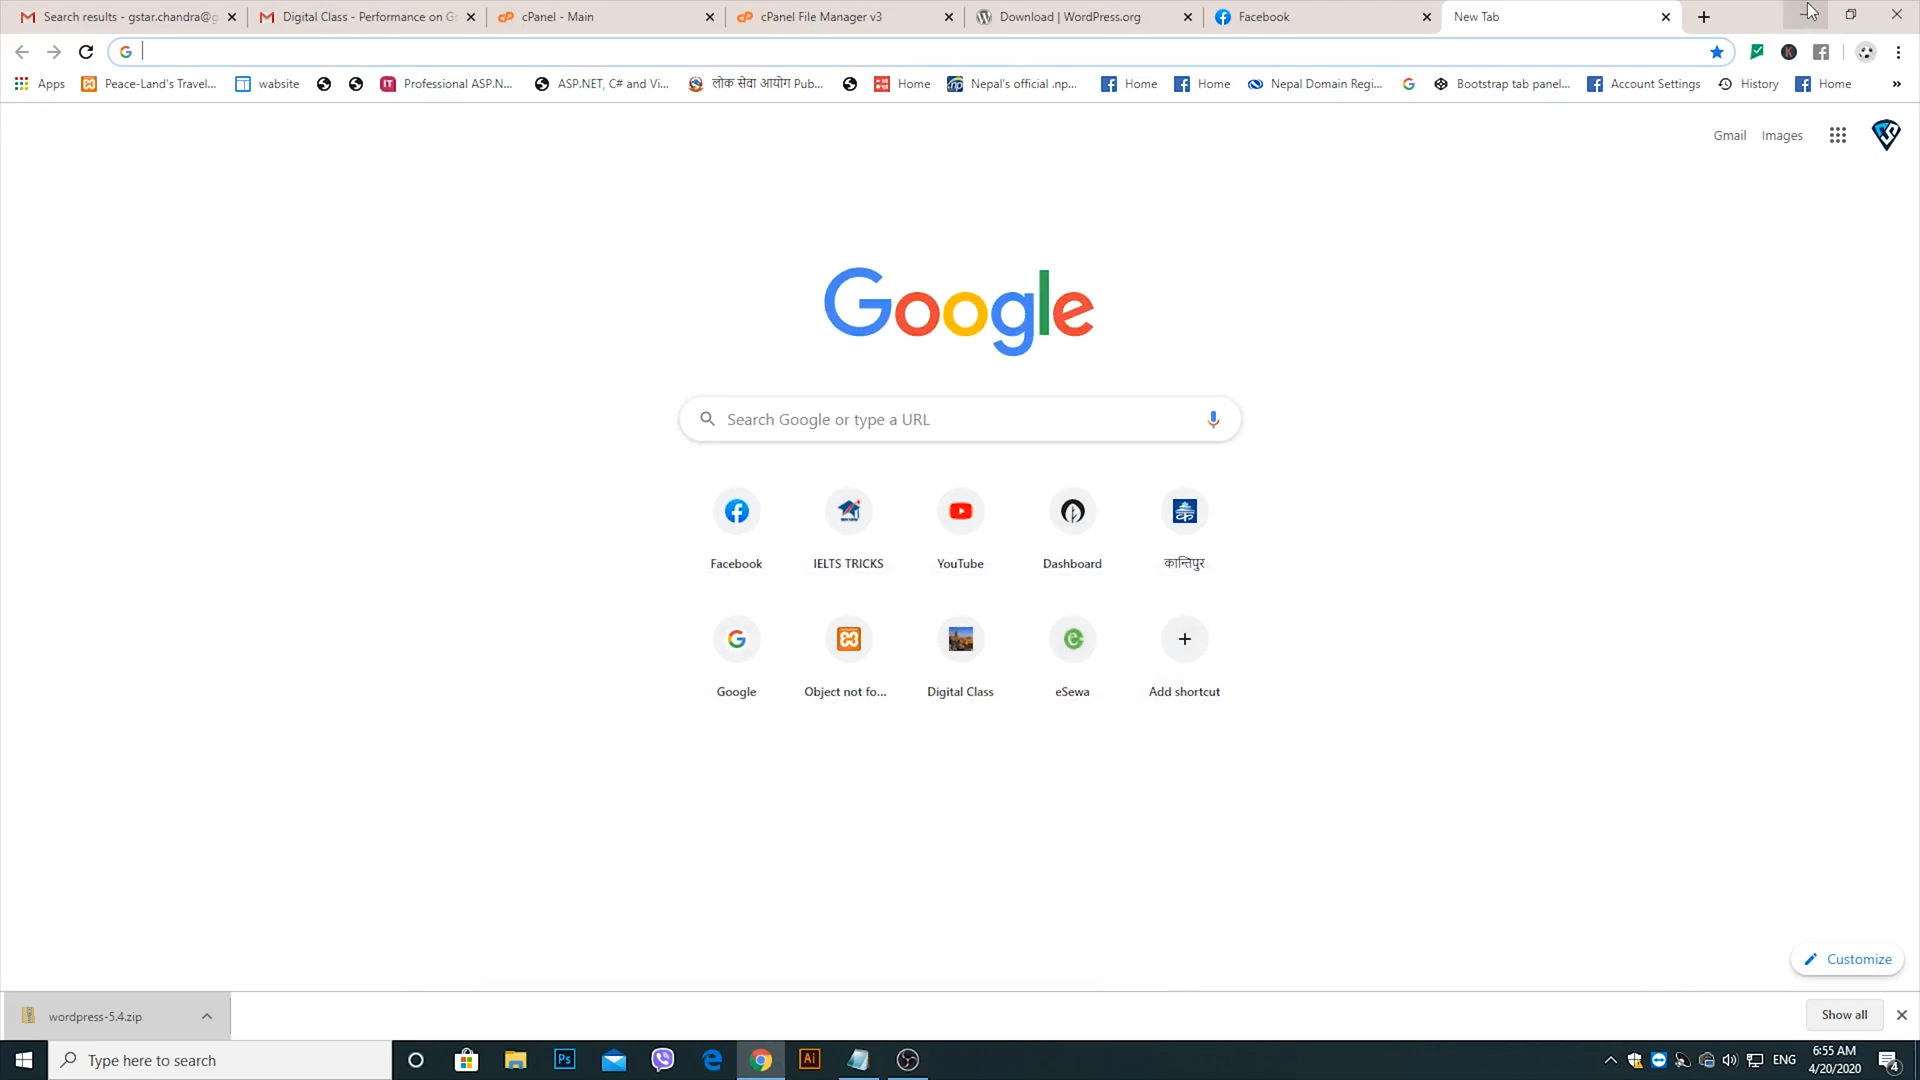 Search results - gstar.chandra@g
Digital Class - Performance on G
cPanel - Main
cPanel File Manager v3
Download | WordPress.org
Facebook
New Tab
Apps
Peace-Land's Travel...
website
Professional ASP.N...
ASP.NET, C# and Vi...
लोक सेवा आयोग Pub...
Home
Nepal's official .np...
Home
Home
Nepal Domain Regi...
Bootstrap tab panel...
Account Settings
History
Home
»
Gmail
Images
Google
Search Google or type a URL
Facebook
IELTS TRICKS
YouTube
Dashboard
कान्तिपुर
Google
Object not fo...
Digital Class
eSewa
Add shortcut
Customize
wordpress-5.4.zip
Show all
Type here to search
Ps
Ai
ENG
6:55 AM
4/20/2020
4